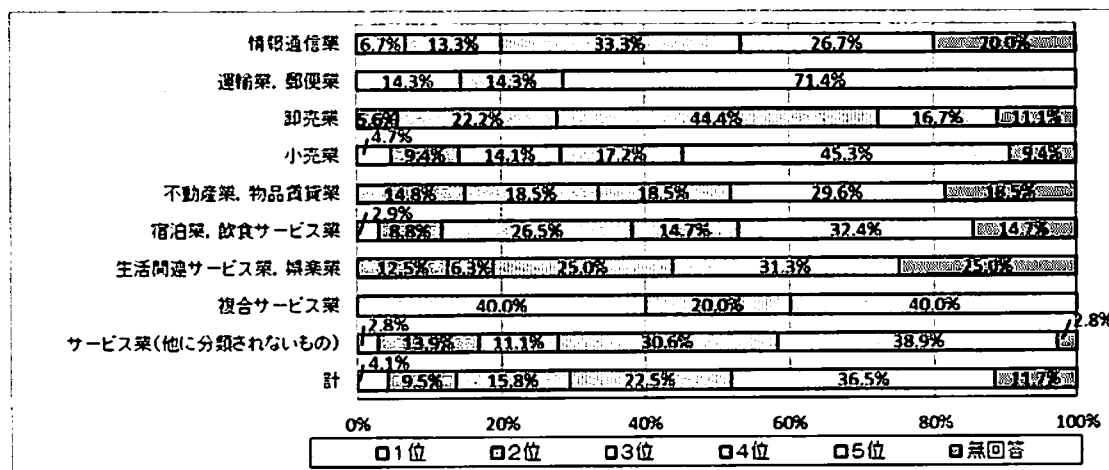 情報通信業 6.7% 13.3% 33.3% 26.7% 20.0%
運輸業，郵便業 14.3% 14.3% 71.4%
卸売業 5.6% 22.2% 44.4% 16.7% 11.1%
4.7%
小売業 9.4% 14.1% 17.2% 45.3% 9.4%
不動産業，物品賃貸業 14.8% 18.5% 18.5% 29.6% 18.5%
2.9%
宿泊業，飲食サービス業 8.8% 26.5% 14.7% 32.4% 14.7%
生活関連サービス業，娯楽業 12.5% 6.3% 25.0% 31.3% 25.0%
複合サービス業 40.0% 20.0% 40.0%
2.8% 2.8%
サービス業(他に分類されないもの) 13.9% 11.1% 30.6% 38.9%
4.1%
計 9.5% 15.8% 22.5% 36.5% 11.7%
0% 20% 40% 60% 80% 100%
1位 2位 3位 4位 5位 無回答